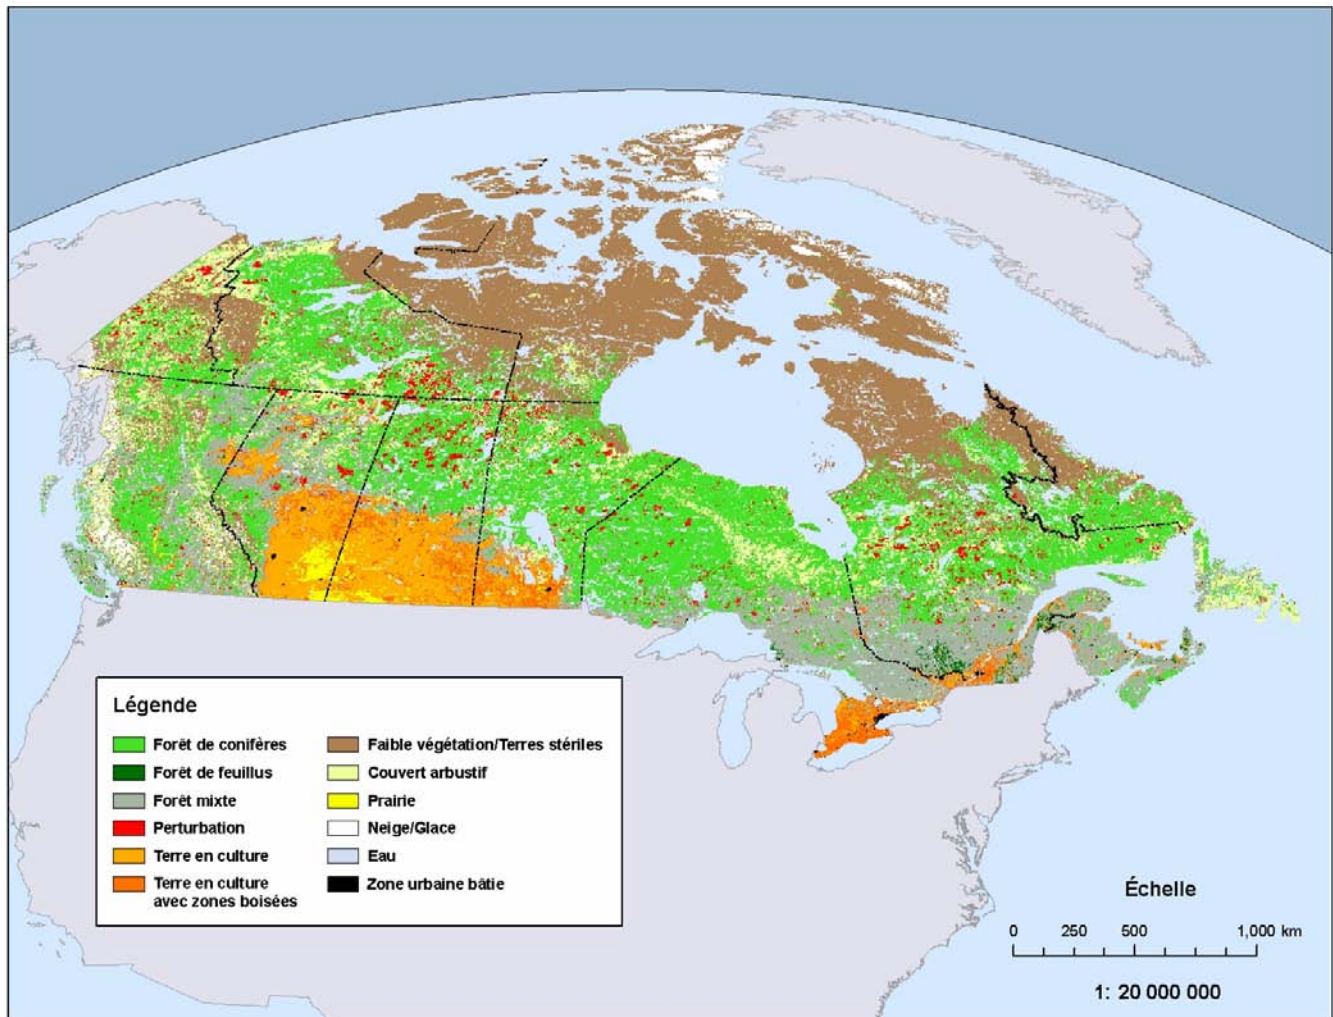 Légende
Forêt de conifères
Forêt de feuillus
Forêt mixte
Perturbation
Terre en culture
Terre en culture
avec zones boisées
Faible végétation/Terres stériles
Couvert arbustif
Prairie
Neige/Glace
Eau
Zone urbaine bâtie
Échelle
0 250 500 1,000 km
1: 20 000 000